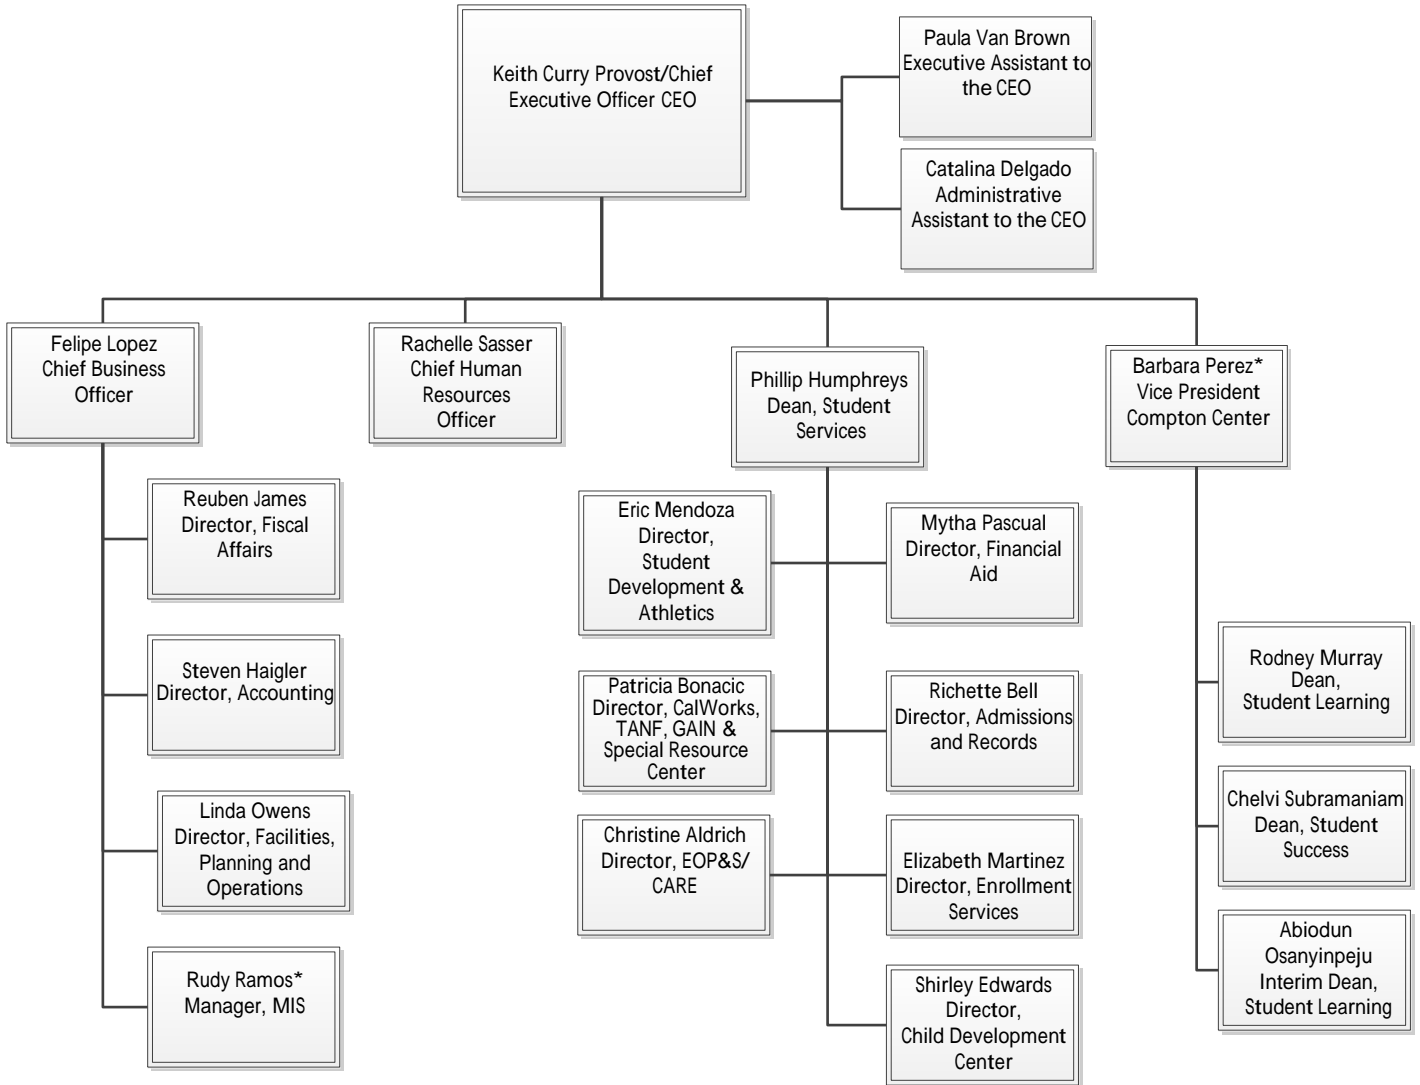 Keith Curry Provost/Chief
Executive Officer CEO
Paula Van Brown
Executive Assistant to
the CEO
Catalina Delgado
Administrative
Assistant to the CEO
Felipe Lopez
Chief Business
Officer
Rachelle Sasser
Chief Human
Resources
Officer
Phillip Humphreys
Dean, Student
Services
Barbara Perez*
Vice President
Compton Center
Reuben James
Director, Fiscal
Affairs
Steven Haigler
Director, Accounting
Linda Owens
Director, Facilities,
Planning and
Operations
Rudy Ramos*
Manager, MIS
Eric Mendoza
Director,
Student
Development &
Athletics
Mytha Pascual
Director, Financial
Aid
Patricia Bonacic
Director, CalWorks,
TANF, GAIN &
Special Resource
Center
Richette Bell
Director, Admissions
and Records
Christine Aldrich
Director, EOP&S/
CARE
Elizabeth Martinez
Director, Enrollment
Services
Shirley Edwards
Director,
Child Development
Center
Rodney Murray
Dean,
Student Learning
Chelvi Subramaniam
Dean, Student
Success
Abiodun
Osanyinpeju
Interim Dean,
Student Learning